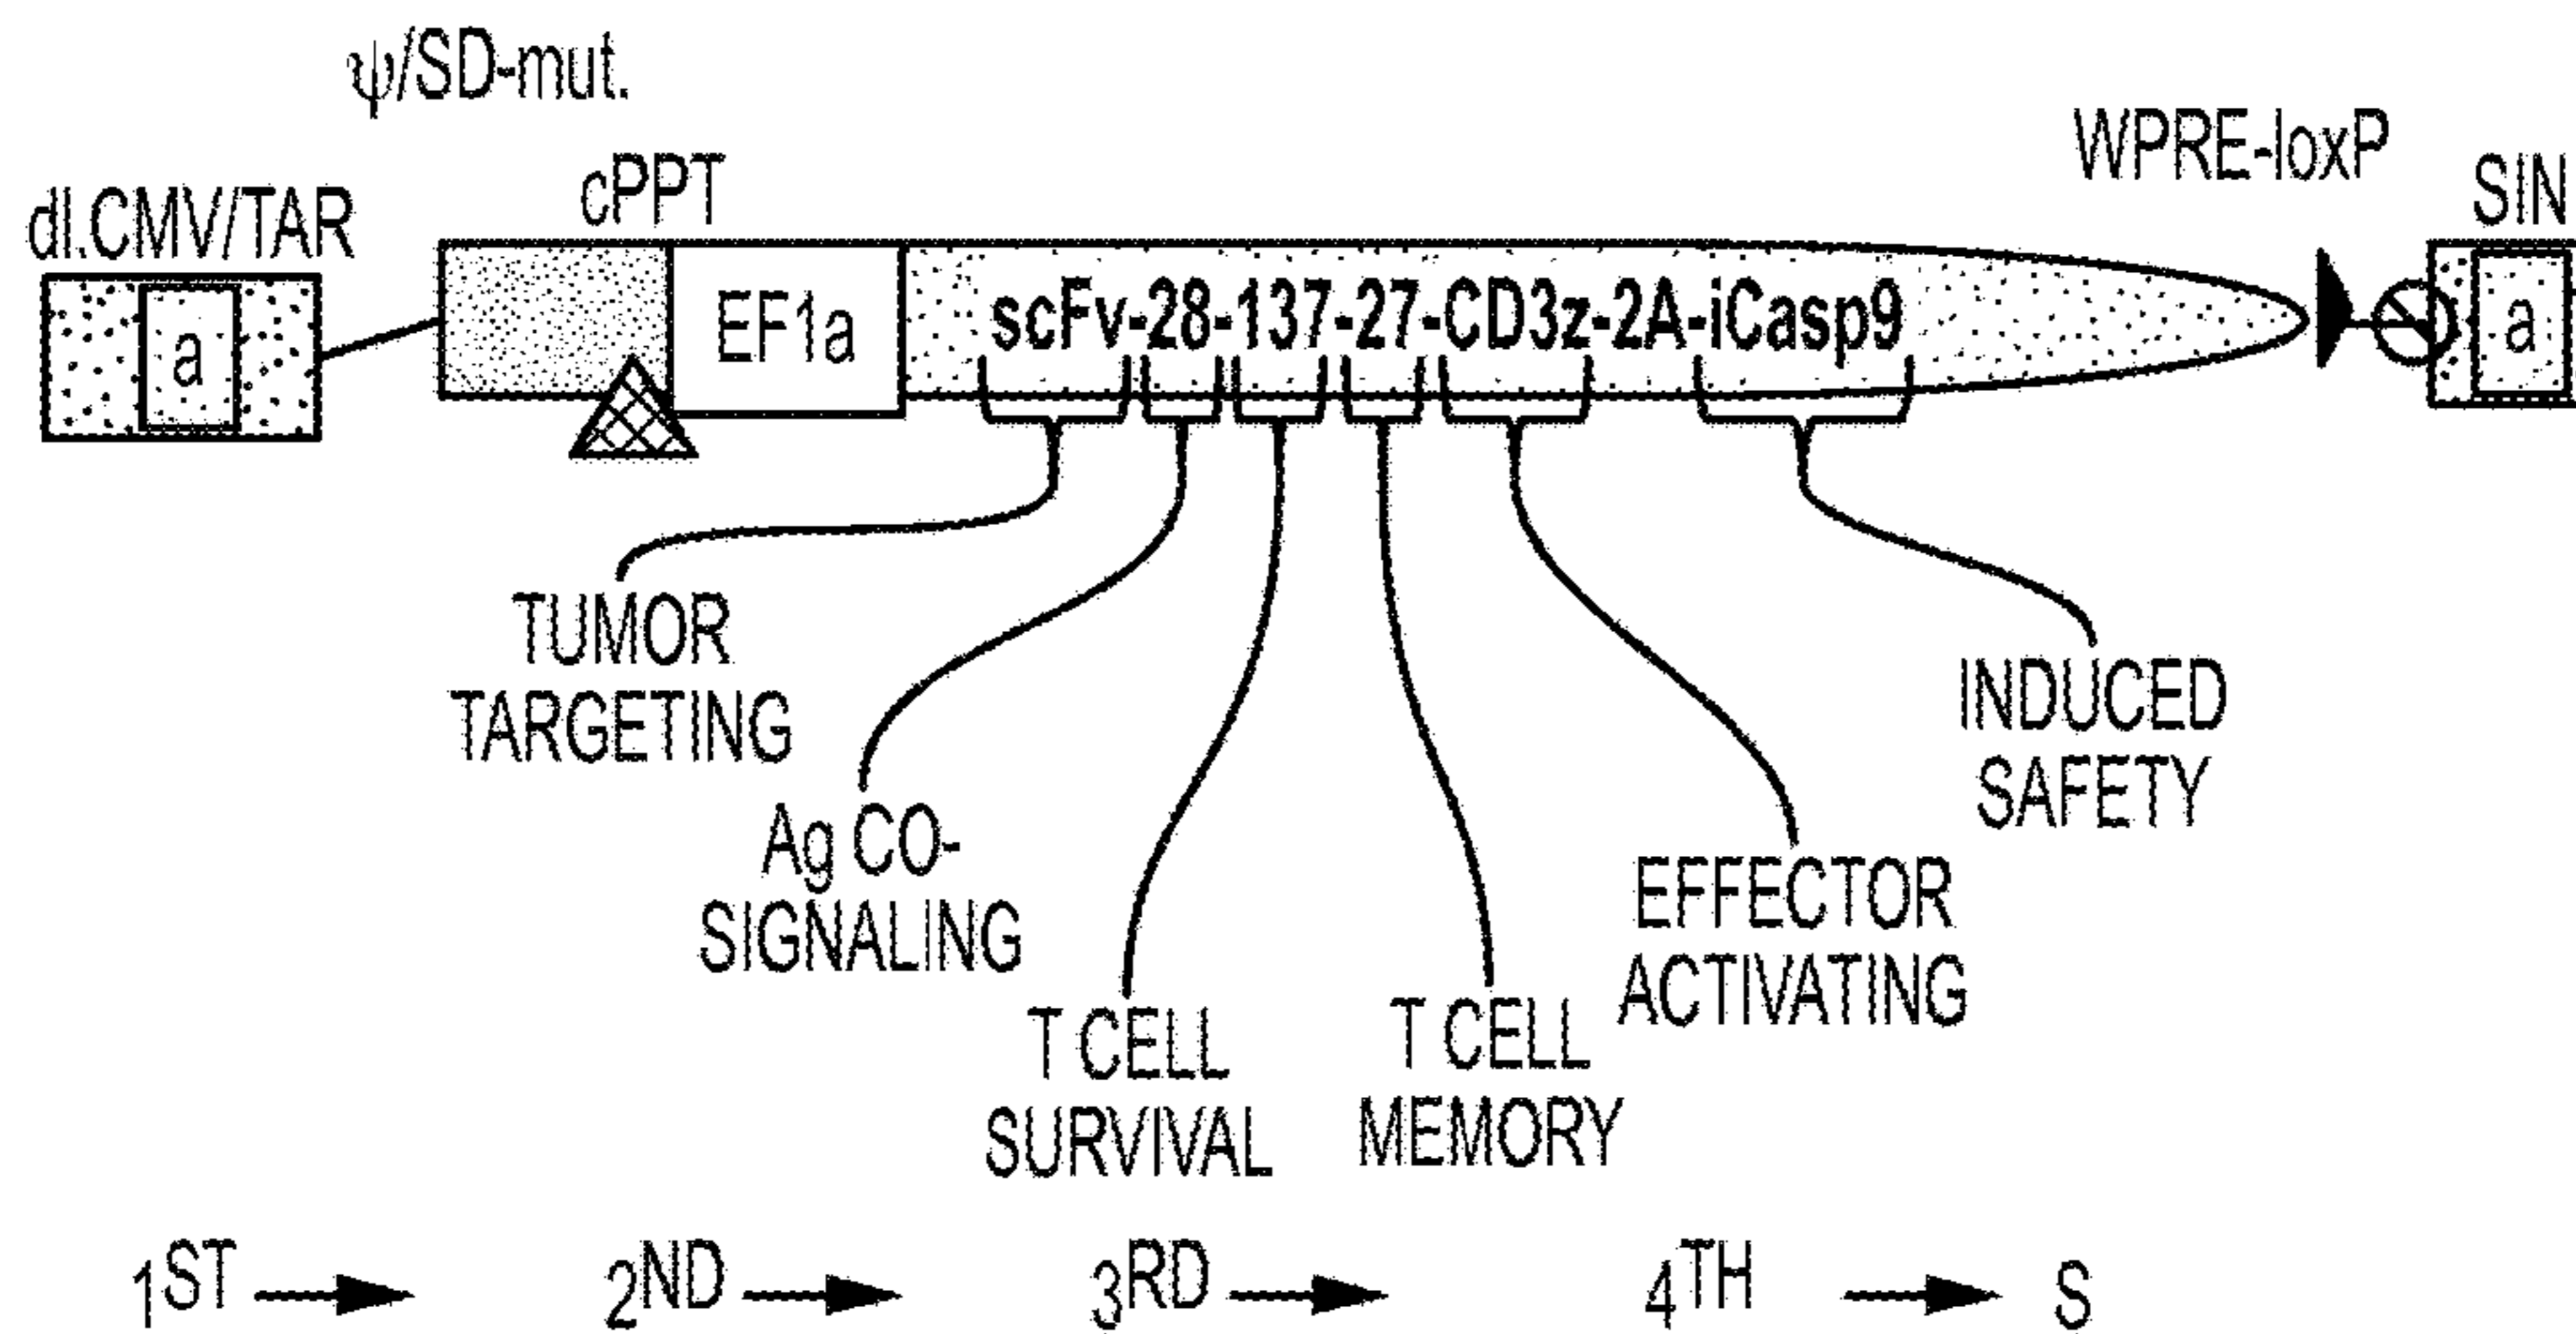 ψ/SD-mut.
cPPT
WPRE-loxP
SIN
dl.CMV/TAR
a
EF1a
scFv-28-137-27-CD3z-2A-iCasp9
a
TUMOR
TARGETING
Ag CO-
SIGNALING
T CELL
SURVIVAL
T CELL
MEMORY
EFFECTOR
ACTIVATING
INDUCED
SAFETY
1ST → 2ND → 3RD → 4TH → S